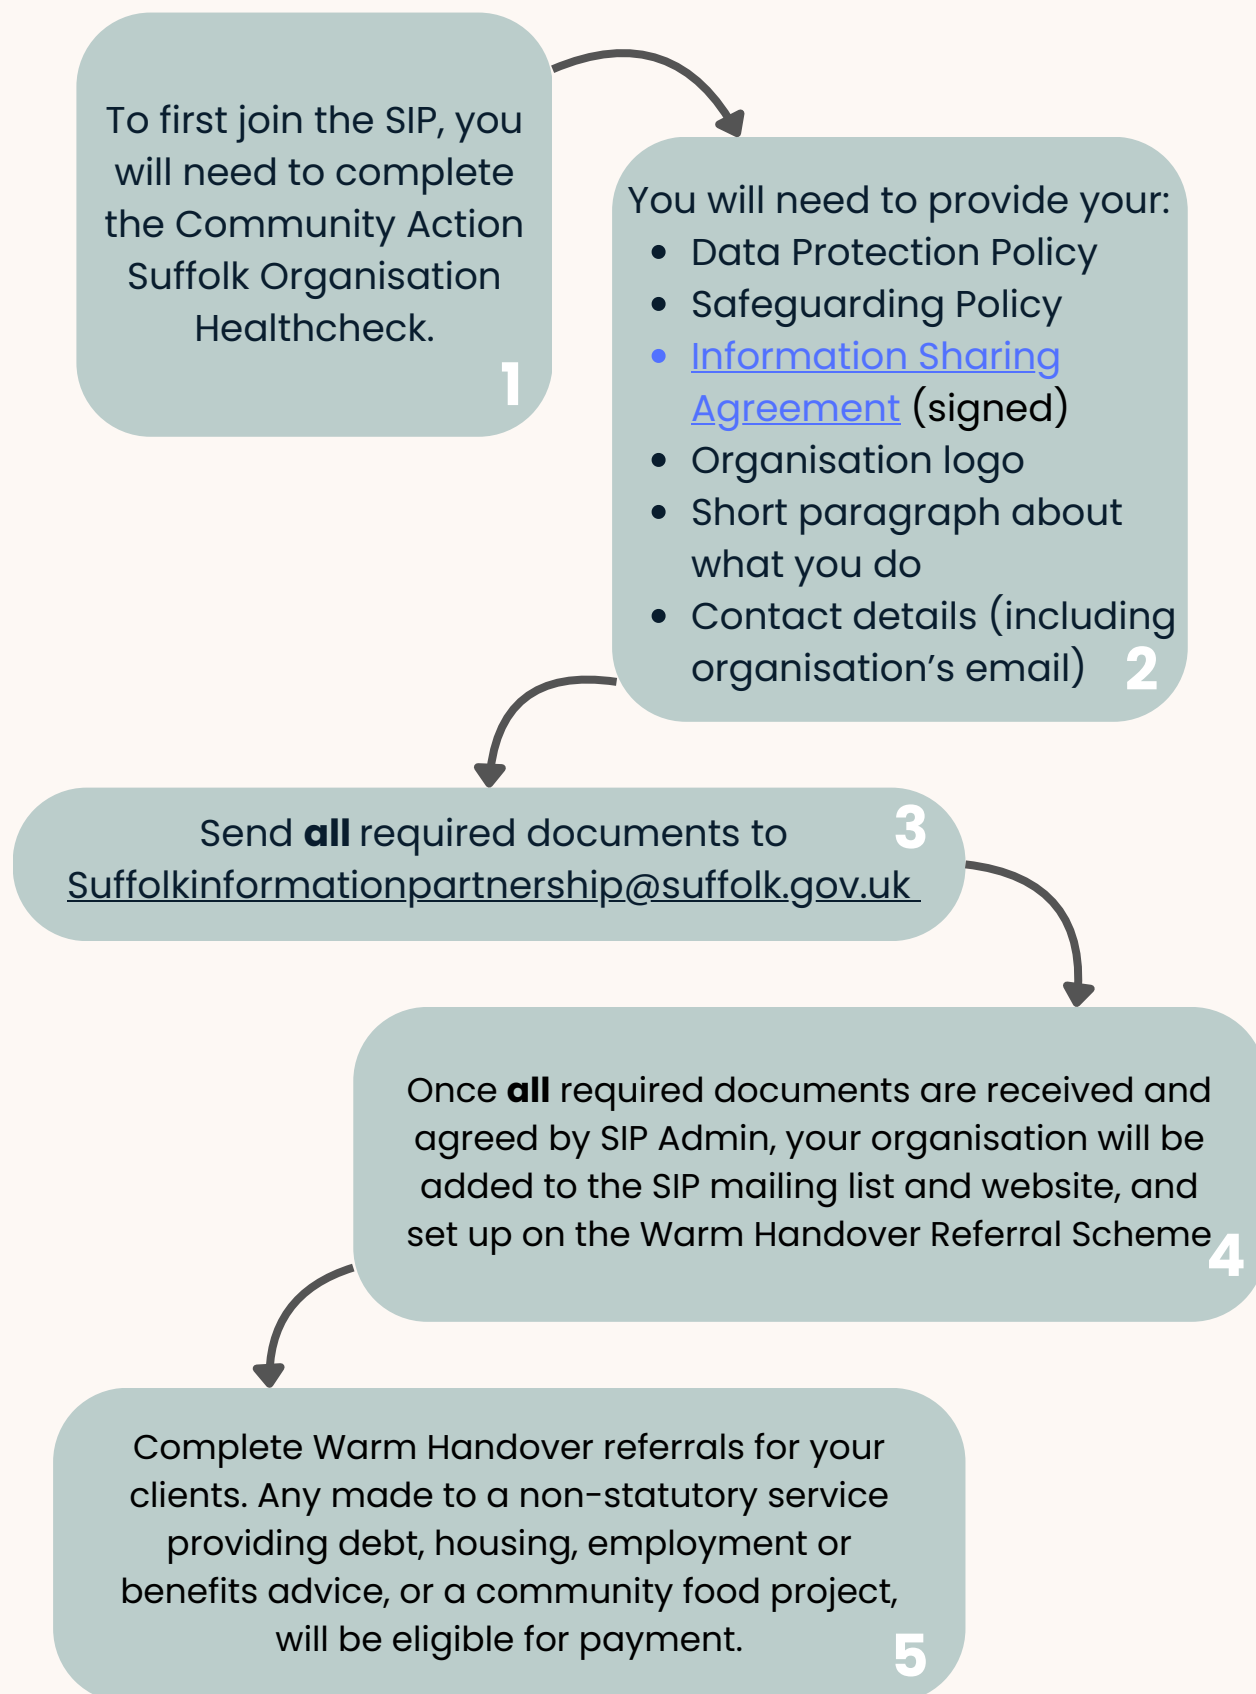 To first join the SIP, you
will need to complete
the Community Action
Suffolk Organisation
Healthcheck.
1
You will need to provide your:
• Data Protection Policy
• Safeguarding Policy
• Information Sharing
Agreement (signed)
• Organisation logo
• Short paragraph about
what you do
• Contact details (including
organisation’s email)
2
3
Send all required documents to
Suffolkinformationpartnership@suffolk.gov.uk
Once all required documents are received and
agreed by SIP Admin, your organisation will be
added to the SIP mailing list and website, and
set up on the Warm Handover Referral Scheme
4
Complete Warm Handover referrals for your
clients. Any made to a non-statutory service
providing debt, housing, employment or
benefits advice, or a community food project,
will be eligible for payment.
5